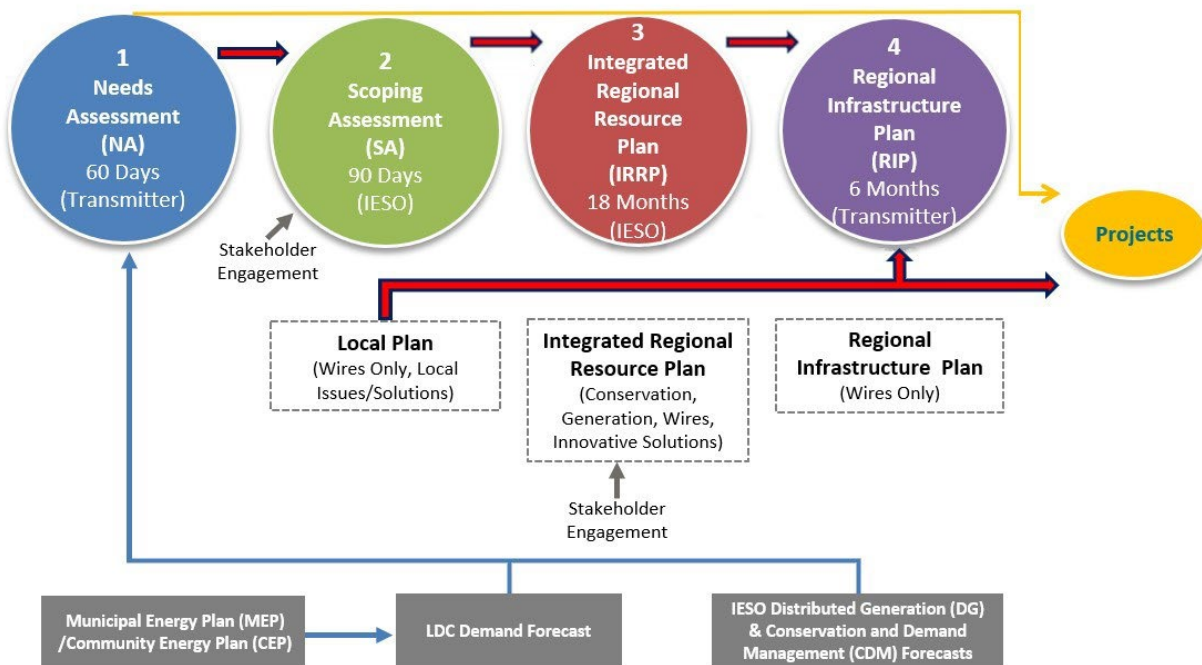 1
Needs
Assessment
(NA)
60 Days
(Transmitter)
2
Scoping
Assessment
(SA)
90 Days
(IESO)
3
Integrated
Regional
Resource
Plan
(IRRP)
18 Months
(IESO)
4
Regional
Infrastructure
Plan
(RIP)
6 Months
(Transmitter)
Projects
Stakeholder
Engagement
Local Plan
(Wires Only, Local
Issues/Solutions)
Integrated Regional
Resource Plan
(Conservation,
Generation, Wires,
Innovative Solutions)
Regional
Infrastructure Plan
(Wires Only)
Stakeholder
Engagement
Municipal Energy Plan (MEP)
/Community Energy Plan (CEP)
LDC Demand Forecast
IESO Distributed Generation (DG)
& Conservation and Demand
Management (CDM) Forecasts